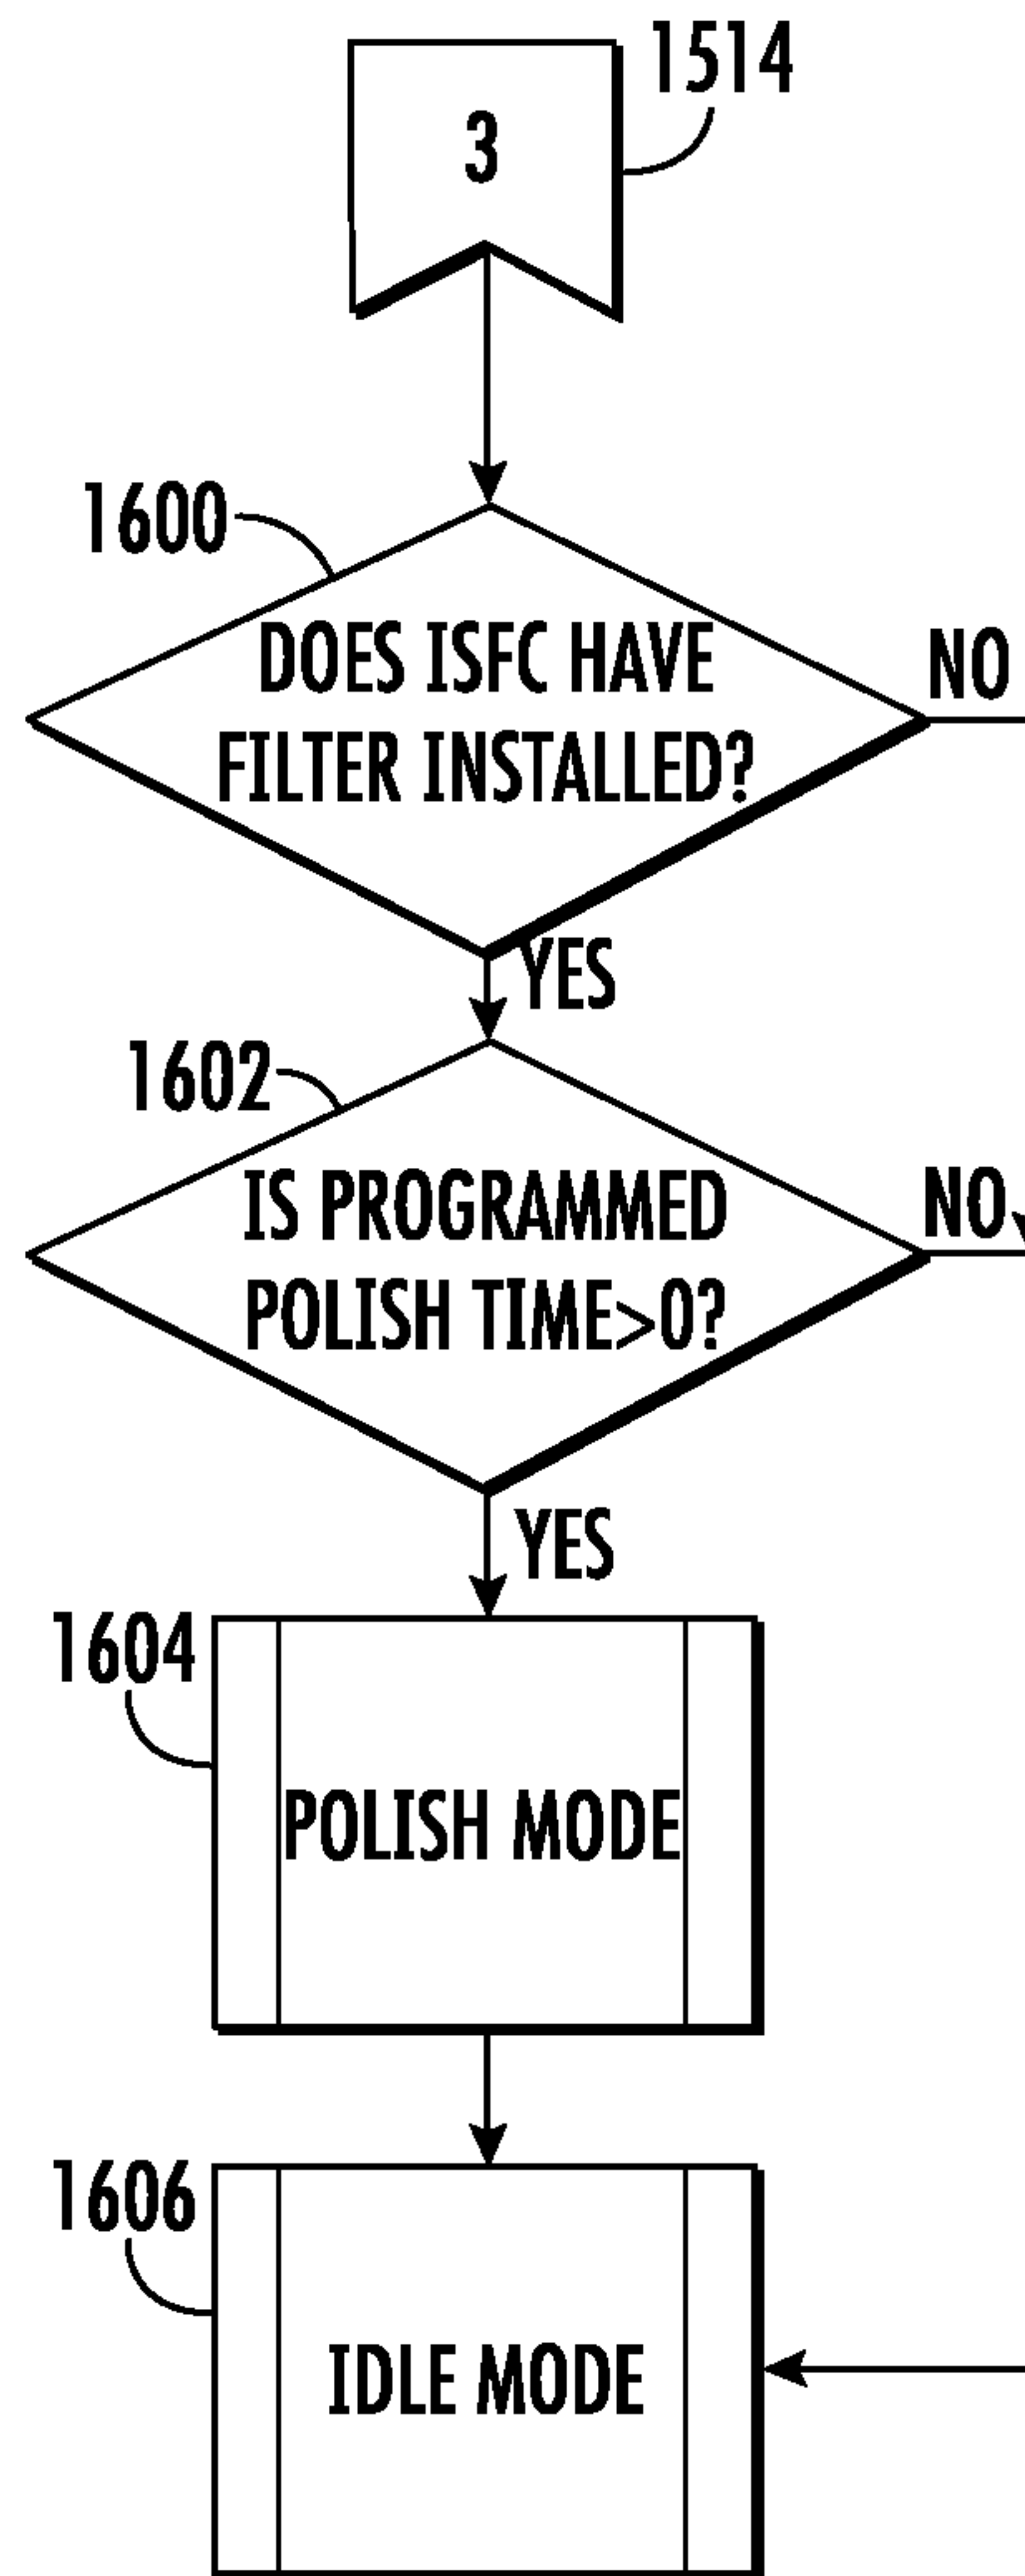 1514
3
1600
DOES ISFC HAVE
FILTER INSTALLED?
NO
YES
1602
IS PROGRAMMED
POLISH TIME>0?
NO
YES
1604
POLISH MODE
1606
IDLE MODE